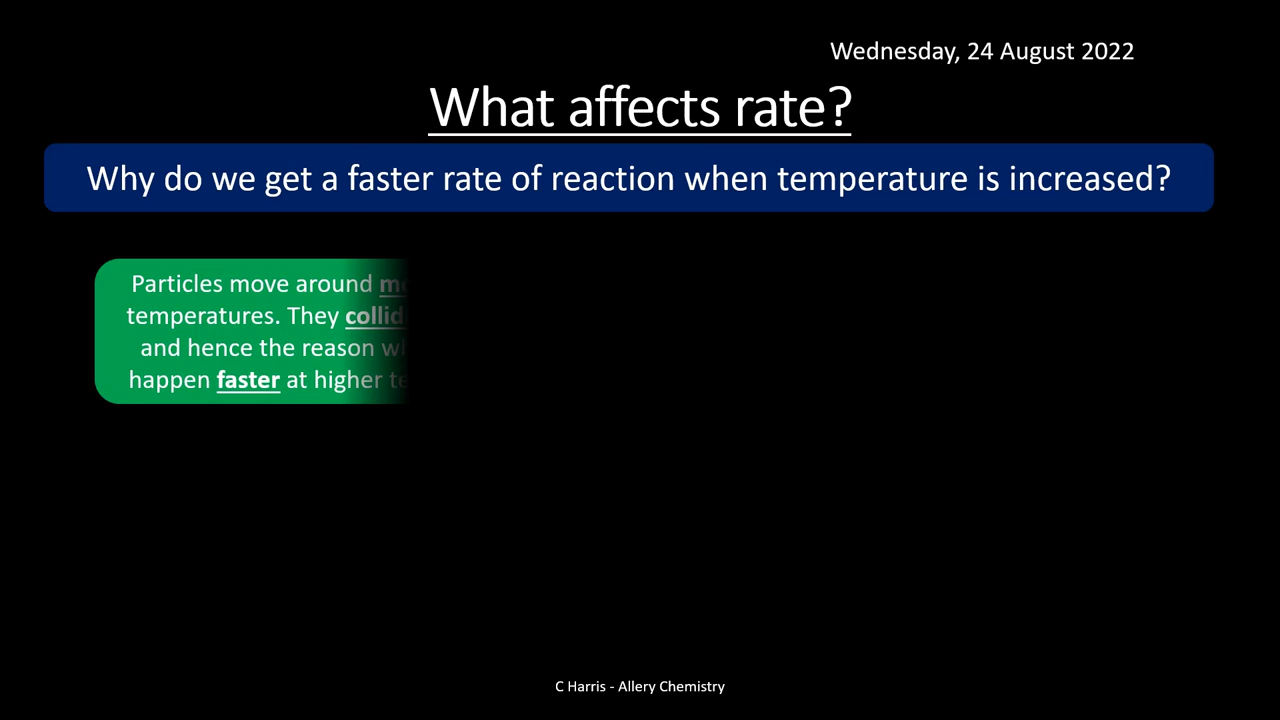 Wednesday, 24 August 2022
What affects rate?
Why do we get a faster rate of reaction when temperature is increased?
Particles move around
temperatures. They
and hence the reason
happen faster at higher
C Harris - Allery Chemistry